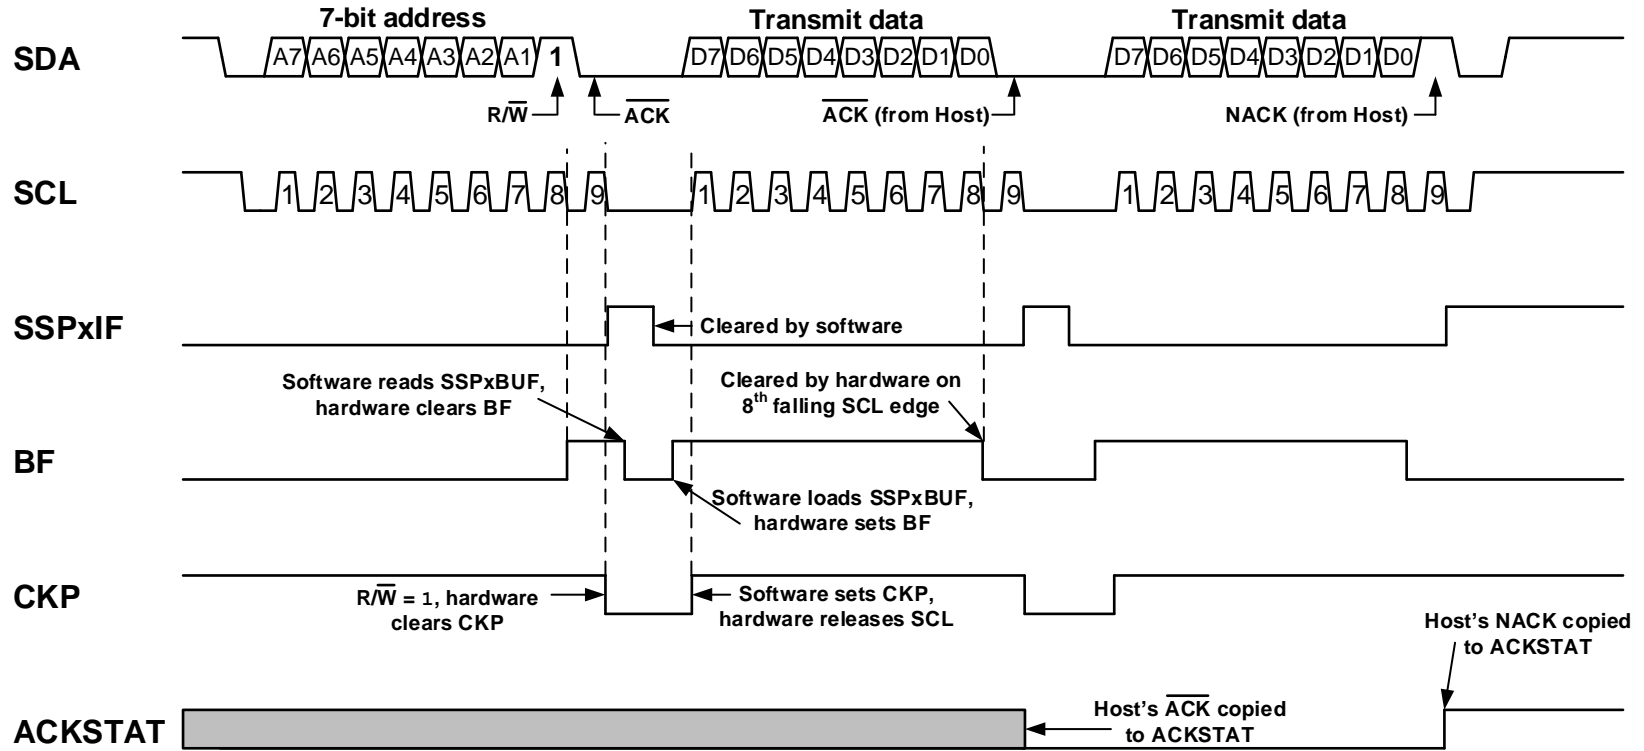 7-bit address Transmit data Transmit data
SDA A7 A6 A5 A4 A3 A2 A1 1 D7 D6 D5 D4 D3 D2 D1 D0 D7 D6 D5 D4 D3 D2 D1 D0
R/W̅ A̅C̅K̅ A̅C̅K̅ (from Host) NACK (from Host)
SCL 1 2 3 4 5 6 7 8 9 1 2 3 4 5 6 7 8 9 1 2 3 4 5 6 7 8 9
SSPxIF
Cleared by software
Software reads SSPxBUF,
hardware clears BF
Cleared by hardware on
8th falling SCL edge
BF
Software loads SSPxBUF,
hardware sets BF
CKP
R/W̅ = 1, hardware
clears CKP
Software sets CKP,
hardware releases SCL
Host's NACK copied
to ACKSTAT
ACKSTAT
Host's A̅C̅K̅ copied
to ACKSTAT